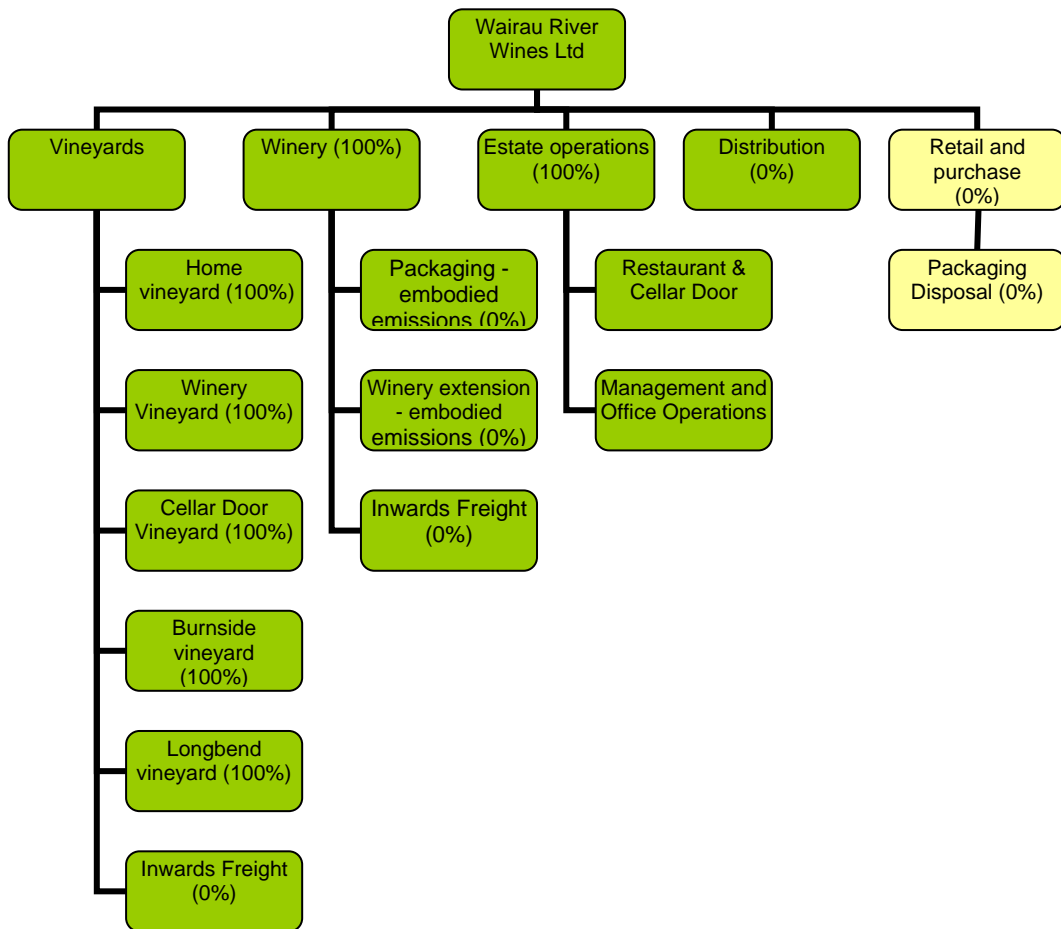 Wairau River
Wines Ltd
Vineyards
Winery (100%)
Estate operations
(100%)
Distribution
(0%)
Retail and
purchase
(0%)
Home
vineyard (100%)
Packaging -
embodied
emissions (0%)
Restaurant &
Cellar Door
Packaging
Disposal (0%)
Winery
Vineyard (100%)
Winery extension
- embodied
emissions (0%)
Management and
Office Operations
Cellar Door
Vineyard (100%)
Inwards Freight
(0%)
Burnside
vineyard
(100%)
Longbend
vineyard (100%)
Inwards Freight
(0%)